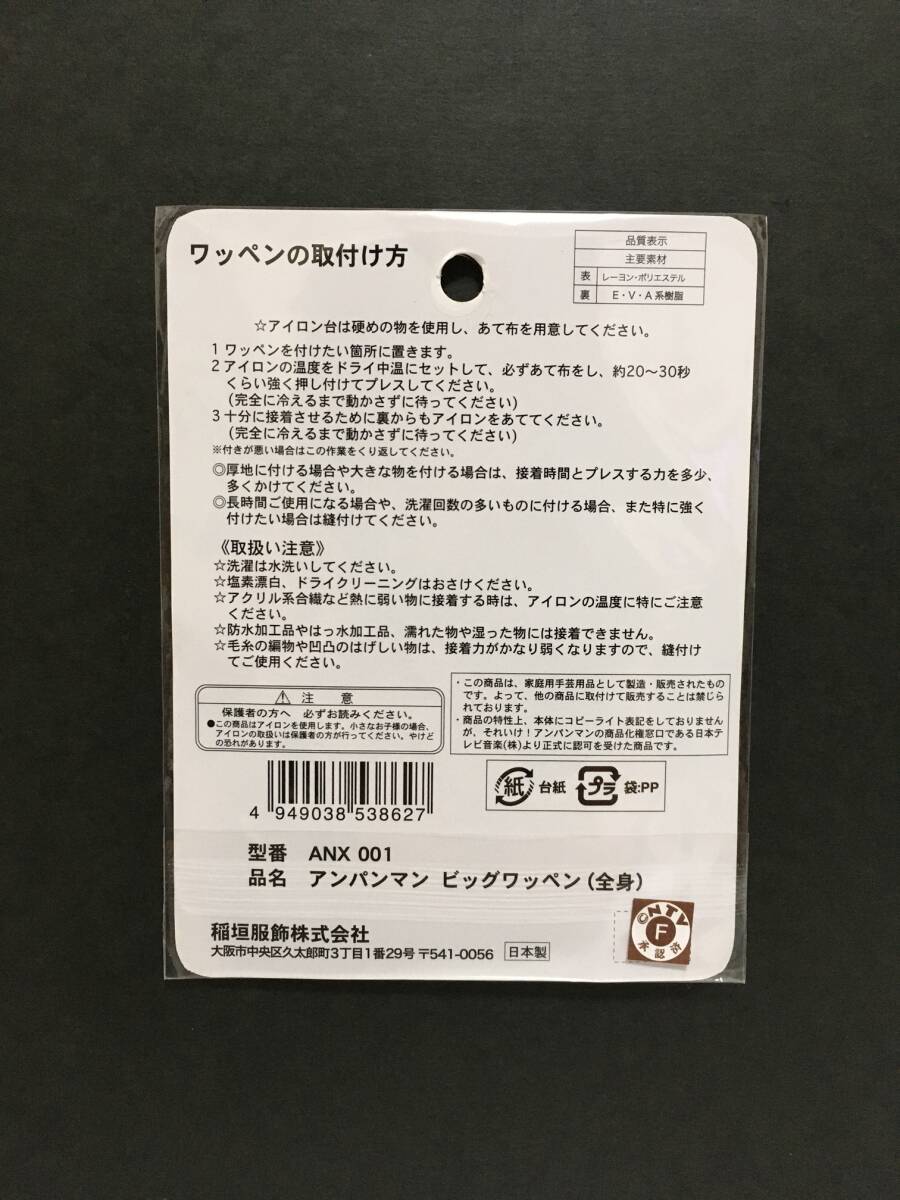 ワッペンの取付け方
品質表示
主要素材
表 レーヨン・ポリエステル
裏 E・V・A系樹脂
☆アイロン台は硬めの物を使用し、あて布を用意してください。
1 ワッペンを付けたい箇所に置きます。
2 アイロンの温度をドライ中温にセットして、必ずあて布をし、約20〜30秒
くらい強く押し付けてプレスしてください。
(完全に冷えるまで動かさずに待ってください)
3 十分に接着させるために裏からもアイロンをあててください。
(完全に冷えるまで動かさずに待ってください)
※付きが悪い場合はこの作業をくり返してください。
◎厚地に付ける場合や大きな物を付ける場合は、接着時間とプレスする力を多少、
多くかけてください。
◎長時間ご使用になる場合や、洗濯回数の多いものに付ける場合、また特に強く
付けたい場合は縫付けてください。
《取扱い注意》
☆洗濯は水洗いしてください。
☆塩素漂白、ドライクリーニングはおさけください。
☆アクリル系合繊など熱に弱い物に接着する時は、アイロンの温度に特にご注意
ください。
☆防水加工品やはっ水加工品、濡れた物や湿った物には接着できません。
☆毛糸の編物や凹凸のはげしい物は、接着力がかなり弱くなりますので、縫付け
てご使用ください。
⚠ 注 意
保護者の方へ 必ずお読みください。
●この商品はアイロンを使用します。小さなお子様の場合、
アイロンの取扱いは保護者の方が行ってください。やけど
の恐れがあります。
・この商品は、家庭用手芸用品として製造・販売されたもの
です。よって、他の商品に取付けて販売することは禁じら
れております。
・商品の特性上、本体にコピーライト表記をしておりません
が、それいけ!アンパンマンの商品化権窓口である日本テ
レビ音楽(株)より正式に認可を受けた商品です。
4 949038 538627
紙 台紙 プラ 袋:PP
型番 ANX 001
品名 アンパンマン ビッグワッペン(全身)
稲垣服飾株式会社
大阪市中央区久太郎町3丁目1番29号 〒541-0056 日本製
©NTV
F
承認済